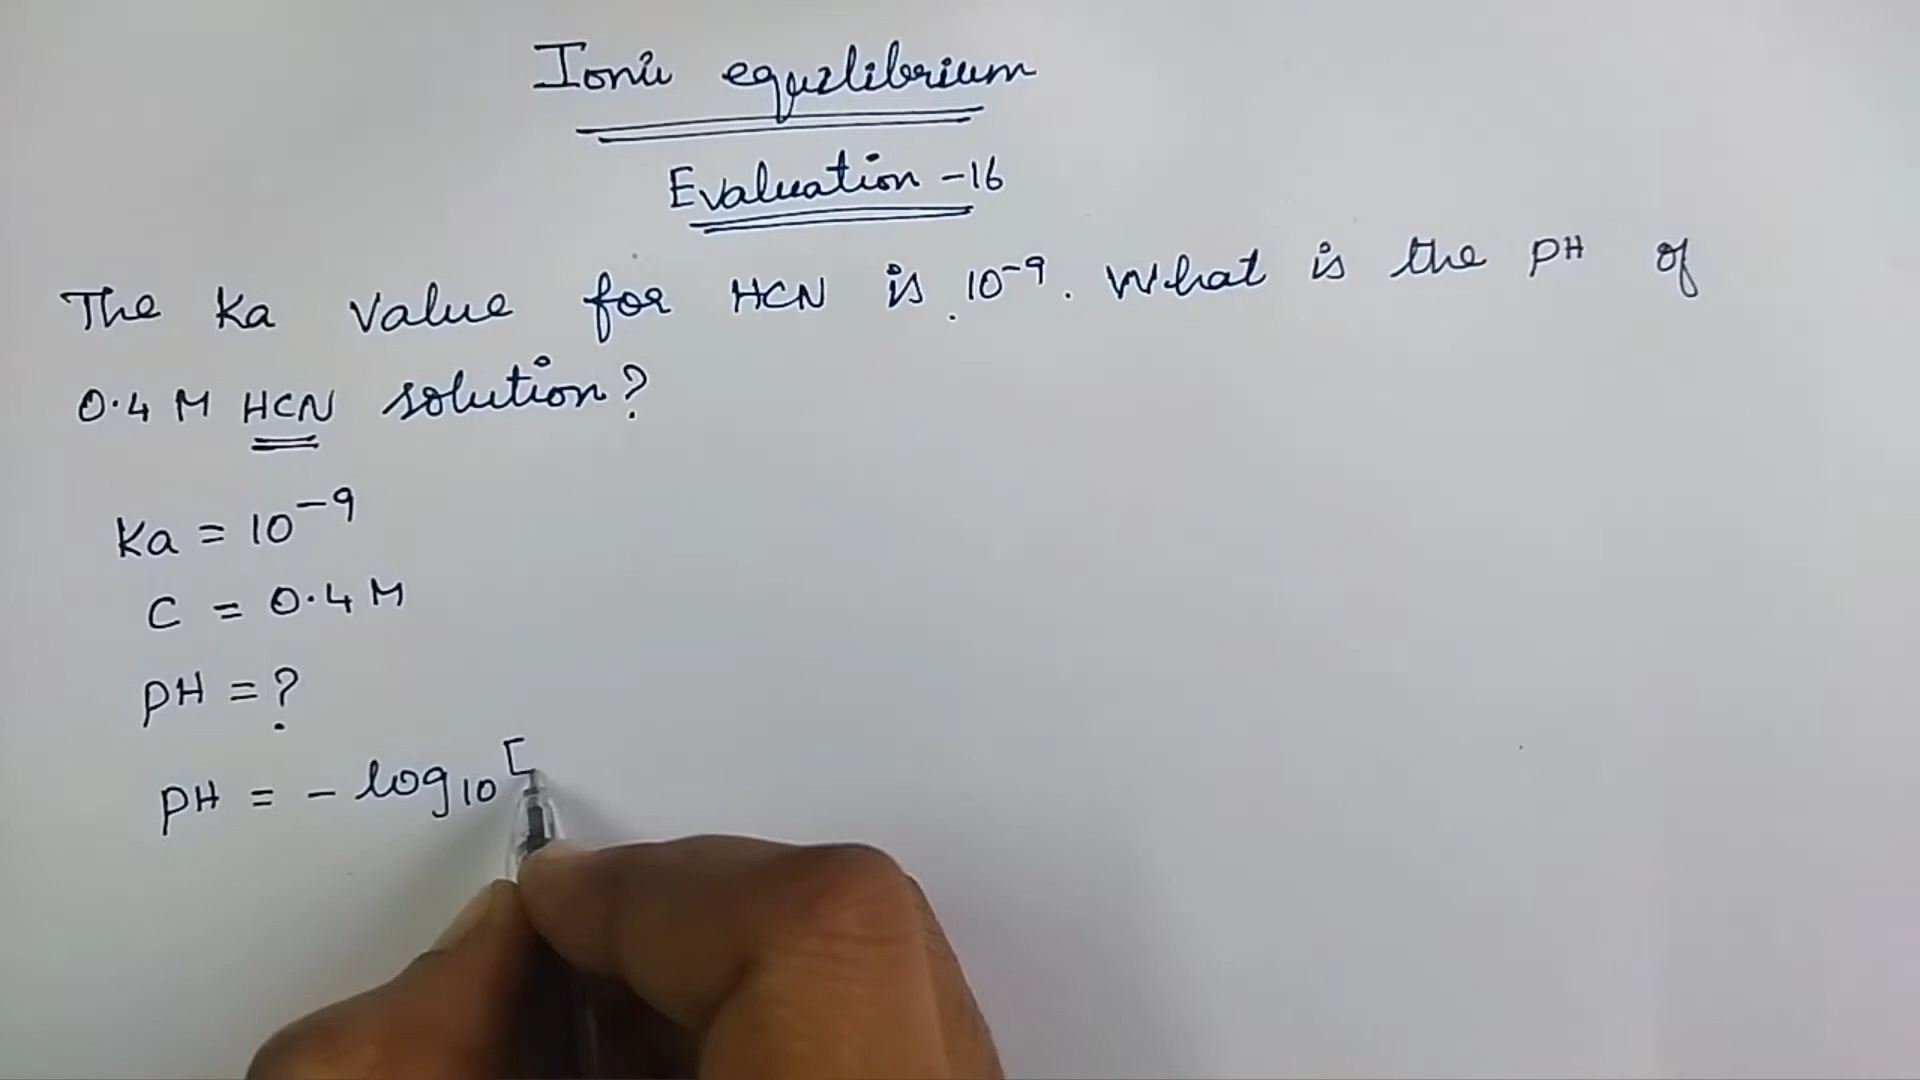 Ionic equilibrium
Evaluation -16
The Ka value for HCN is 10⁻⁹. What is the PH of
0.4 M HCN solution?
Ka = 10⁻⁹
C = 0.4 M
PH = ?
PH = - log₁₀ [